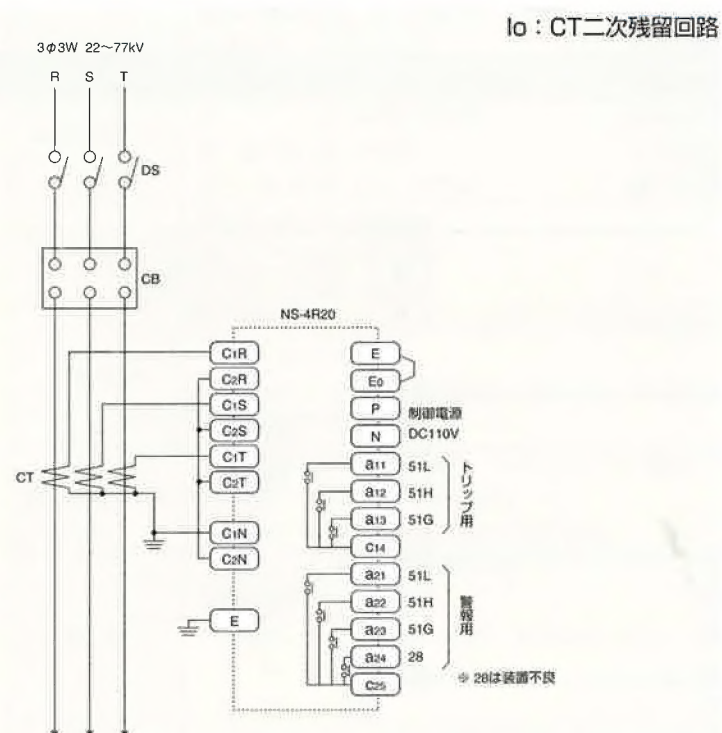 Io：CT二次残留回路
3φ3W 22〜77kV
R S T
DS
CB
NS-4R20
C1R
C2R
C1S
C2S
C1T
C2T
CT
C1N
C2N
E
E
E0
P 制御電源
N DC110V
a11 51L
a12 51H
a13 51G
C14
トリップ用
a21 51L
a22 51H
a23 51G
a24 28
C25
警報用
※ 28は装置不良